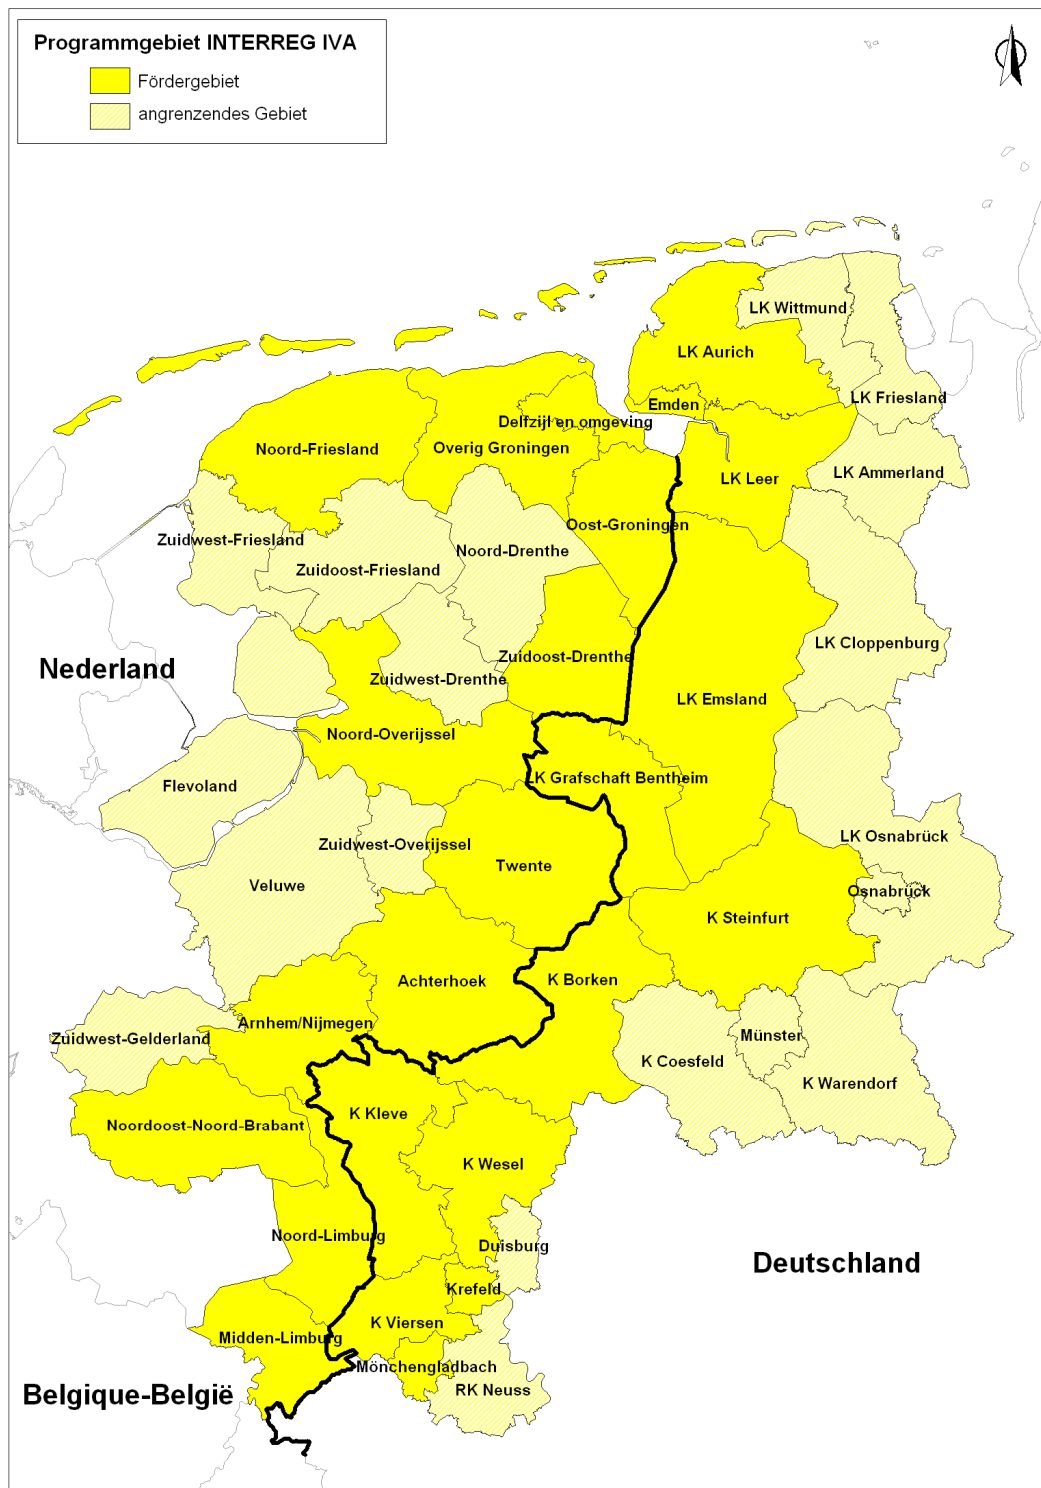 Programmgebiet INTERREG IVA
Fördergebiet
angrenzendes Gebiet
LK Wittmund
LK Aurich
LK Friesland
Emden
Delfzijl en omgeving
Noord-Friesland
Overig Groningen
LK Leer
LK Ammerland
Oost-Groningen
Zuidwest-Friesland
Noord-Drenthe
Zuidoost-Friesland
LK Cloppenburg
Zuidoost-Drenthe
Nederland
Zuidwest-Drenthe
LK Emsland
Noord-Overijssel
LK Grafschaft Bentheim
Flevoland
LK Osnabrück
Zuidwest-Overijssel
Twente
Veluwe
Osnabrück
K Steinfurt
Achterhoek
K Borken
Arnhem/Nijmegen
Zuidwest-Gelderland
Münster
K Coesfeld
K Warendorf
K Kleve
Noordoost-Noord-Brabant
K Wesel
Noord-Limburg
Duisburg
Deutschland
Krefeld
K Viersen
Midden-Limburg
Mönchengladbach
RK Neuss
Belgique-België